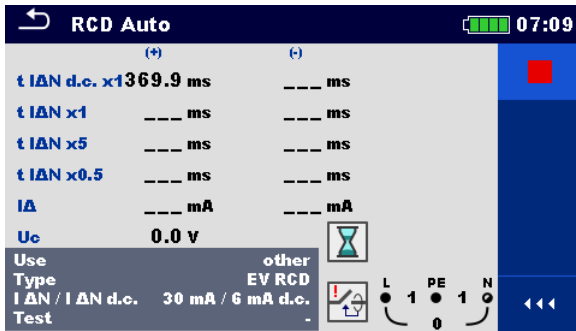 RCD Auto 07:09
(+) (-)
t IΔN d.c. x1 369.9 ms ___ ms
t IΔN x1 ___ ms ___ ms
t IΔN x5 ___ ms ___ ms
t IΔN x0.5 ___ ms ___ ms
IΔ ___ mA ___ mA
Uc 0.0 V
Use other
Type EV RCD
I ΔN / I ΔN d.c. 30 mA / 6 mA d.c.
Test -
L PE N
1 1
0